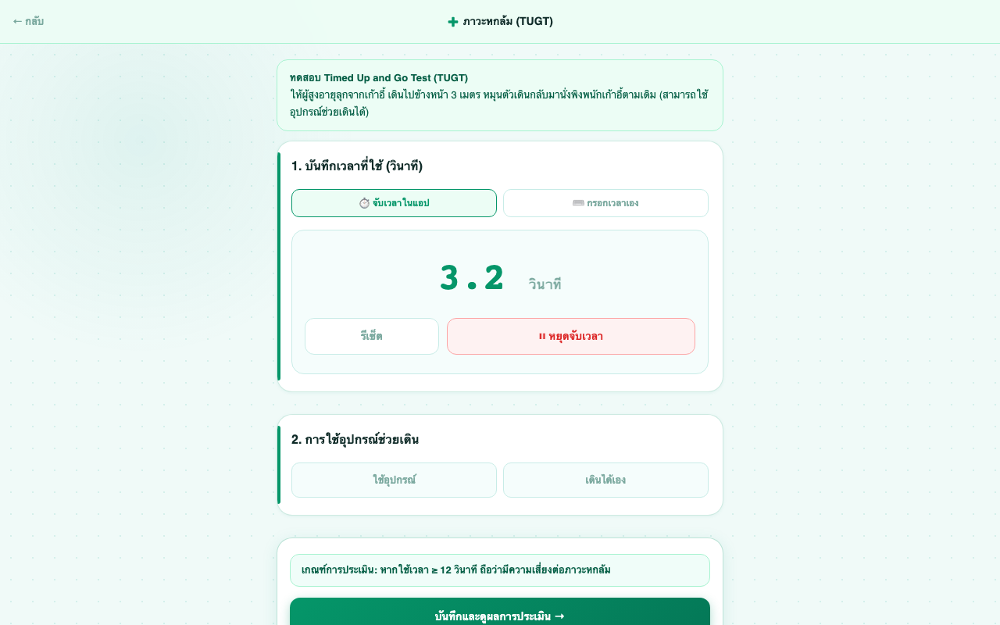 ← กลับ
ภาวะหกล้ม (TUGT)
ทดสอบ Timed Up and Go Test (TUGT)
ให้ผู้สูงอายุลุกจากเก้าอี้ เดินไปข้างหน้า 3 เมตร หมุนตัวเดินกลับมานั่งพิงพนักเก้าอี้ตามเดิม (สามารถใช้
อุปกรณ์ช่วยเดินได้)
1. บันทึกเวลาที่ใช้ (วินาที)
⏱️ จับเวลาในแอป
⌨️ กรอกเวลาเอง
3.2 วินาที
รีเซ็ต
⏸ หยุดจับเวลา
2. การใช้อุปกรณ์ช่วยเดิน
ใช้อุปกรณ์
เดินได้เอง
เกณฑ์การประเมิน: หากใช้เวลา ≥ 12 วินาที ถือว่ามีความเสี่ยงต่อภาวะหกล้ม
บันทึกและดูผลการประเมิน →